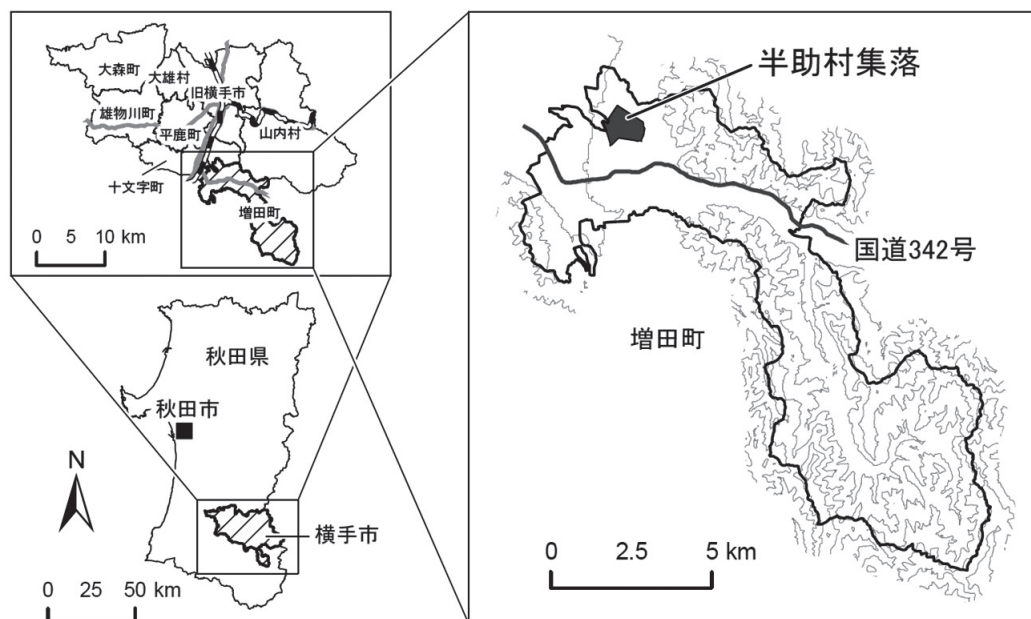 大森町
大雄村
旧横手市
雄物川町
平鹿町
山内村
十文字町
増田町
0 5 10 km
秋田県
秋田市
N
横手市
0 25 50 km
半助村集落
国道342号
増田町
0 2.5 5 km